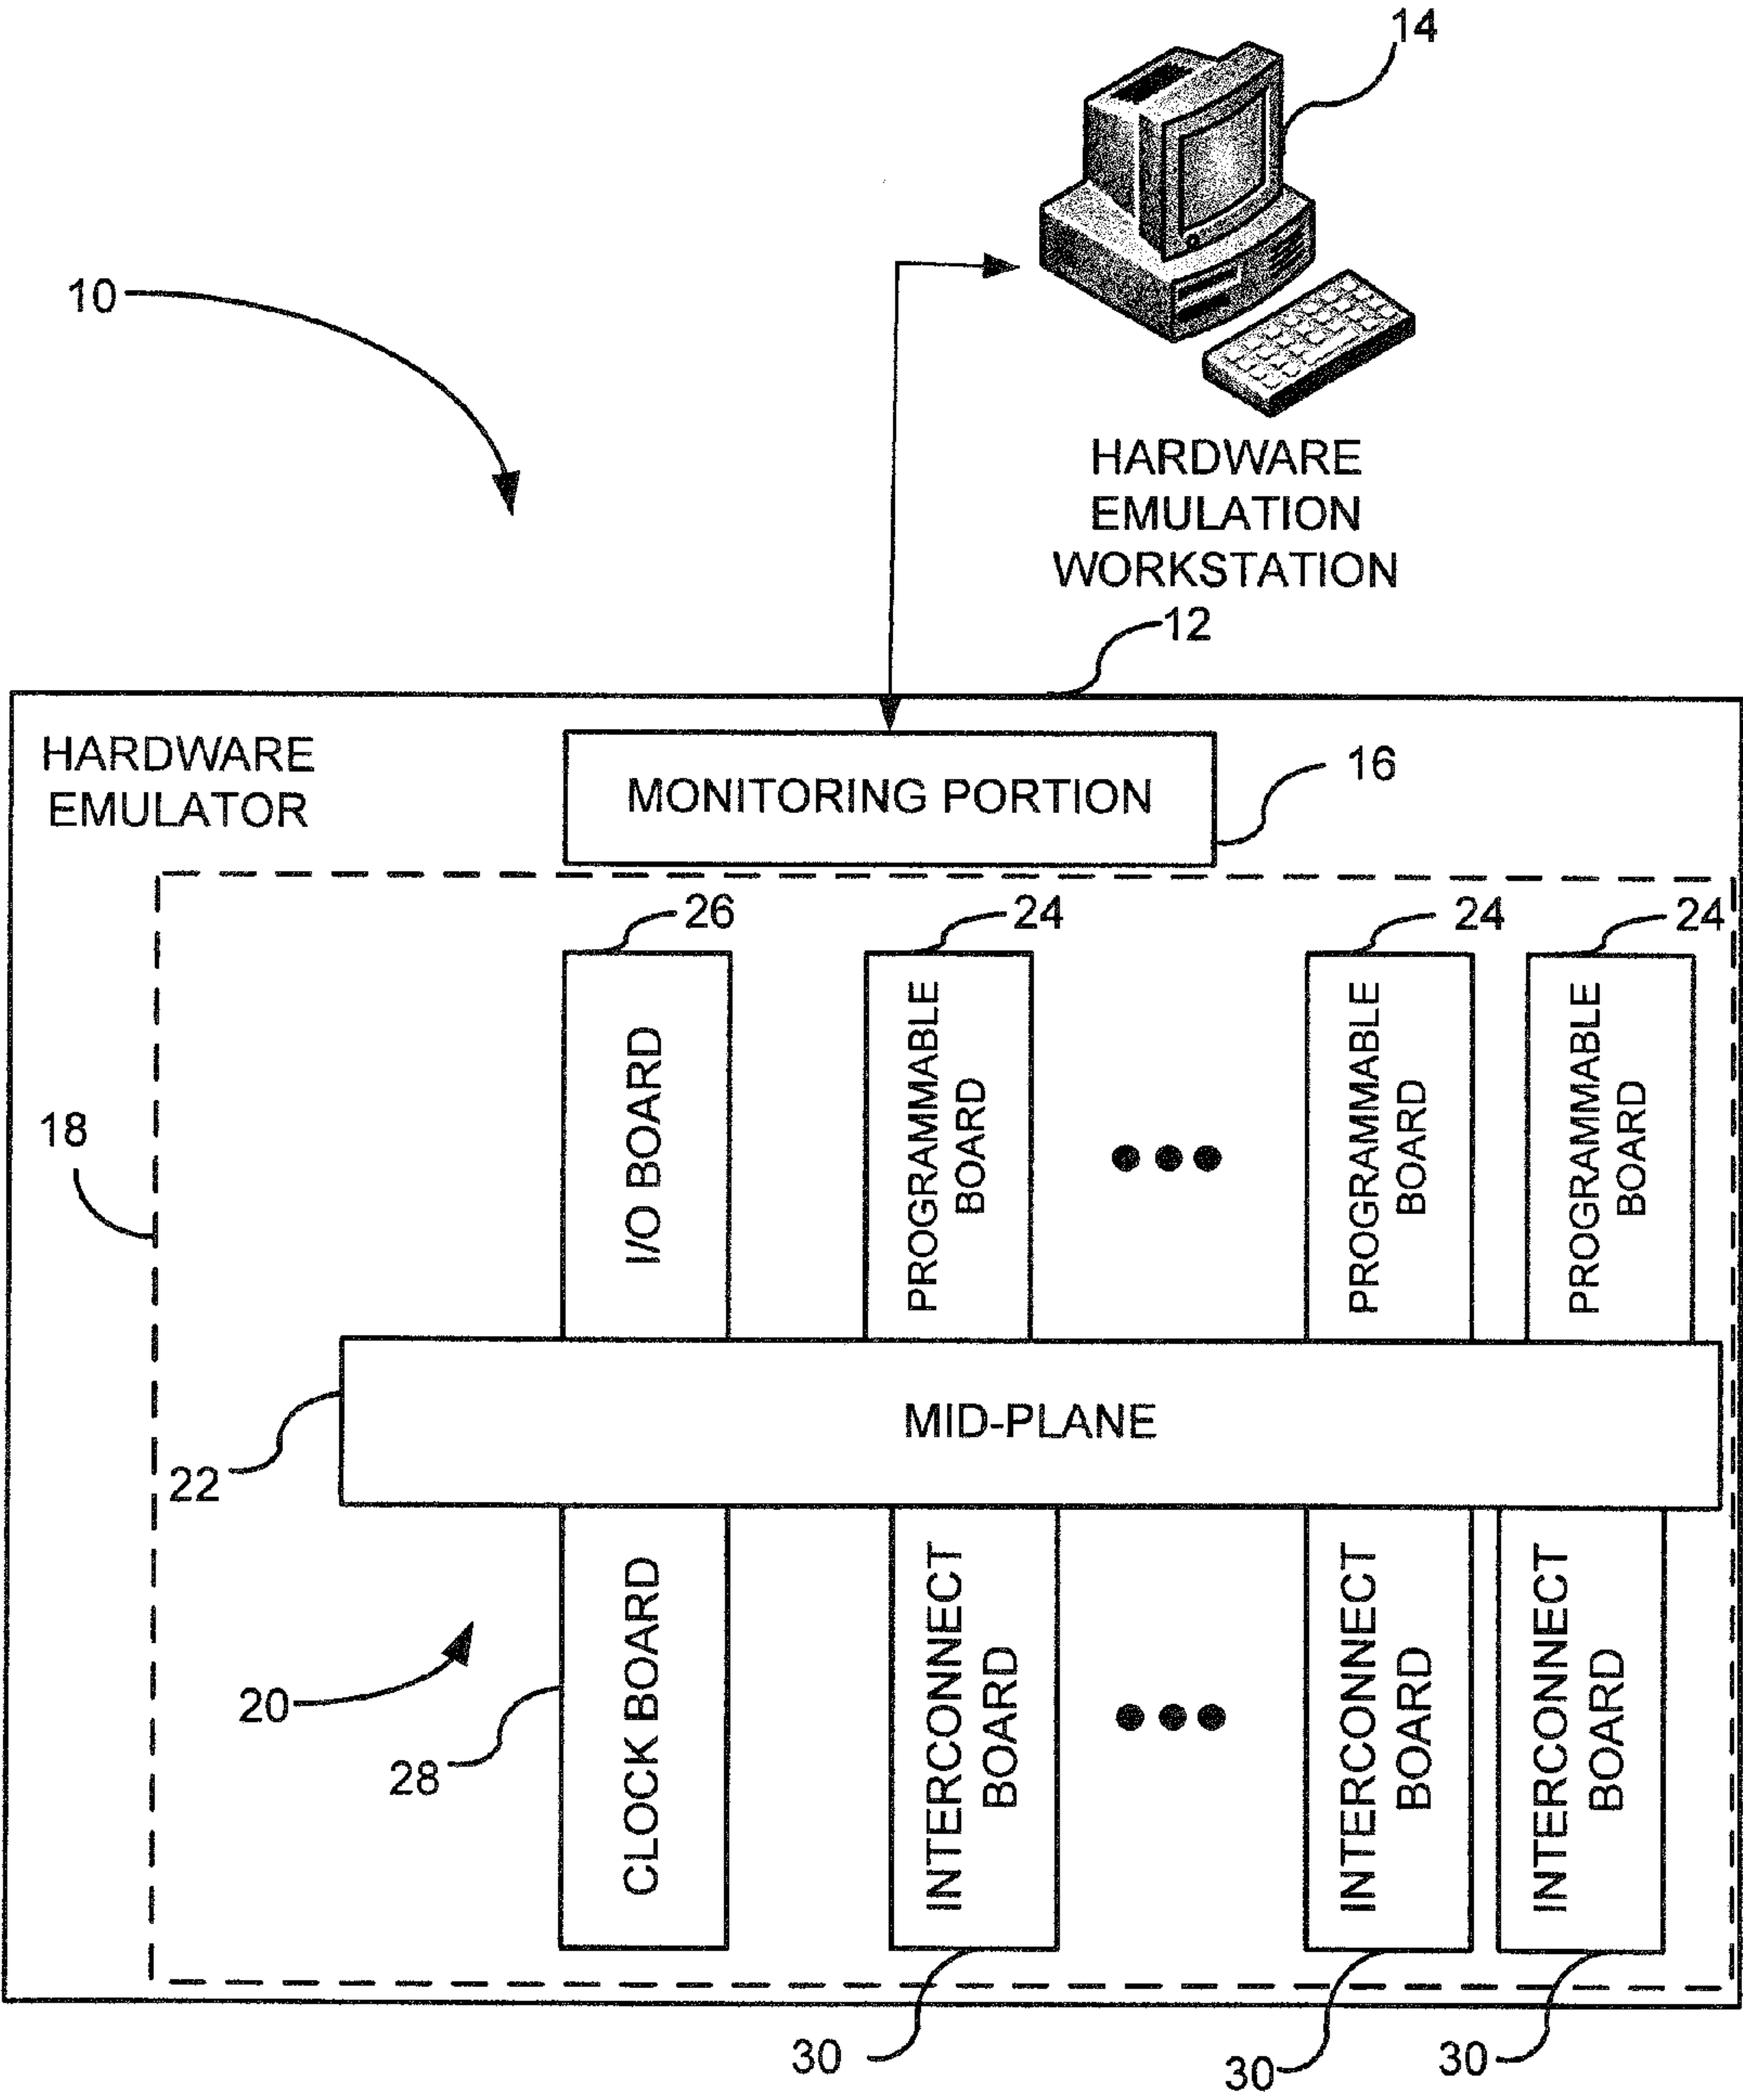 14
10
HARDWARE
EMULATION
WORKSTATION
12
HARDWARE
EMULATOR
MONITORING PORTION
16
26
24
24
24
I/O BOARD
PROGRAMMABLE
BOARD
PROGRAMMABLE
BOARD
PROGRAMMABLE
BOARD
18
MID-PLANE
22
CLOCK BOARD
INTERCONNECT
BOARD
INTERCONNECT
BOARD
INTERCONNECT
BOARD
20
28
30
30
30